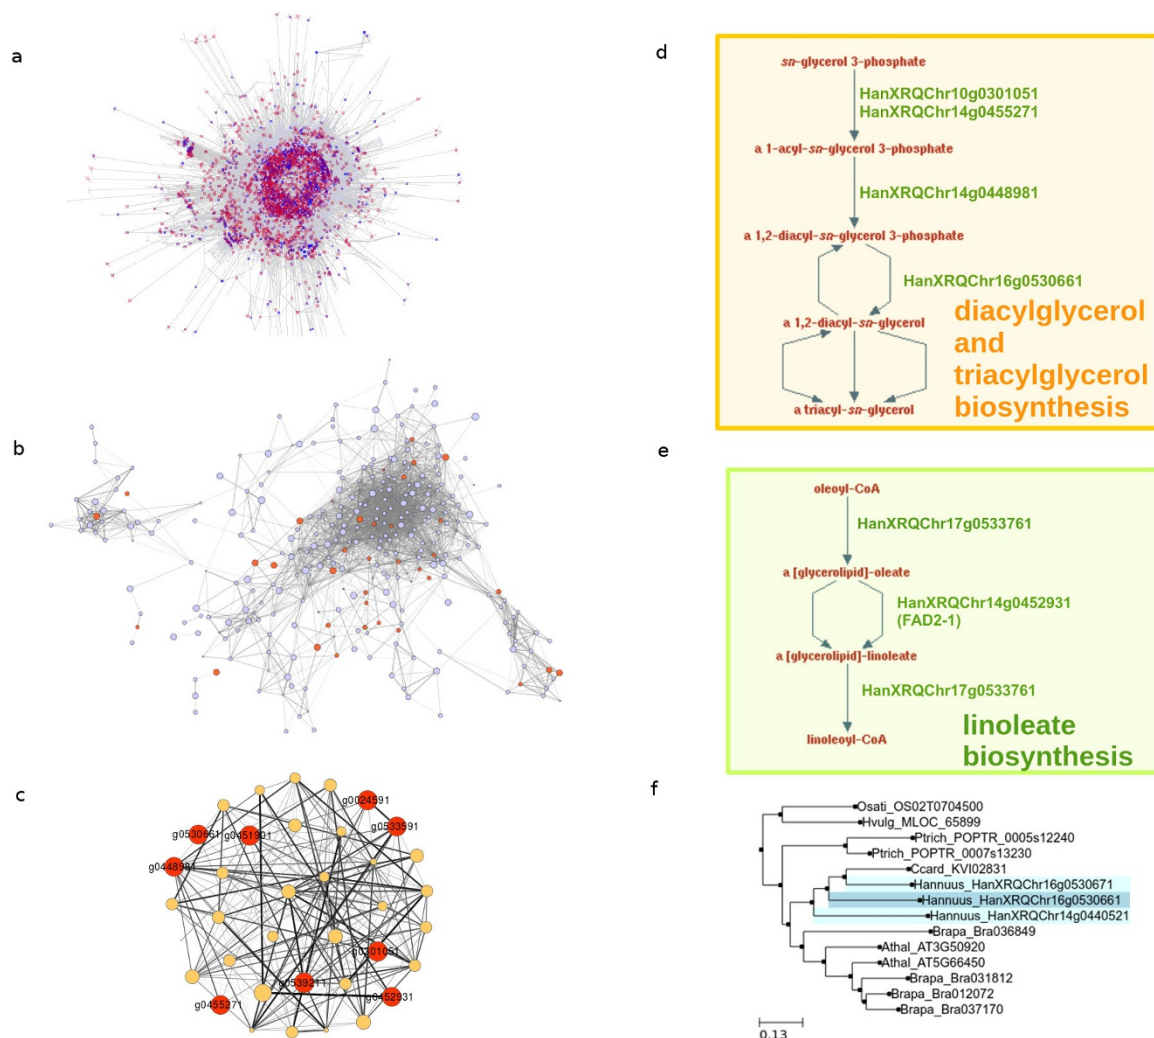 a
b
c
g0024591
g0533591
g0530661
g0451901
g0448981
g0301051
g0539211
g0452931
g0455271
d
sn-glycerol 3-phosphate
HanXRQChr10g0301051
HanXRQChr14g0455271
a 1-acyl-sn-glycerol 3-phosphate
HanXRQChr14g0448981
a 1,2-diacyl-sn-glycerol 3-phosphate
HanXRQChr16g0530661
a 1,2-diacyl-sn-glycerol
a triacyl-sn-glycerol
diacylglycerol
and
triacylglycerol
biosynthesis
e
oleoyl-CoA
HanXRQChr17g0533761
a [glycerolipid]-oleate
HanXRQChr14g0452931
(FAD2-1)
a [glycerolipid]-linoleate
HanXRQChr17g0533761
linoleoyl-CoA
linoleate
biosynthesis
f
Osati_OS02T0704500
Hvulg_MLOC_65899
Ptrich_POPTR_0005s12240
Ptrich_POPTR_0007s13230
Ccard_KVI02831
Hannuus_HanXRQChr16g0530671
Hannuus_HanXRQChr16g0530661
Hannuus_HanXRQChr14g0440521
Brapa_Bra036849
Athal_AT3G50920
Athal_AT5G66450
Brapa_Bra031812
Brapa_Bra012072
Brapa_Bra037170
0.13